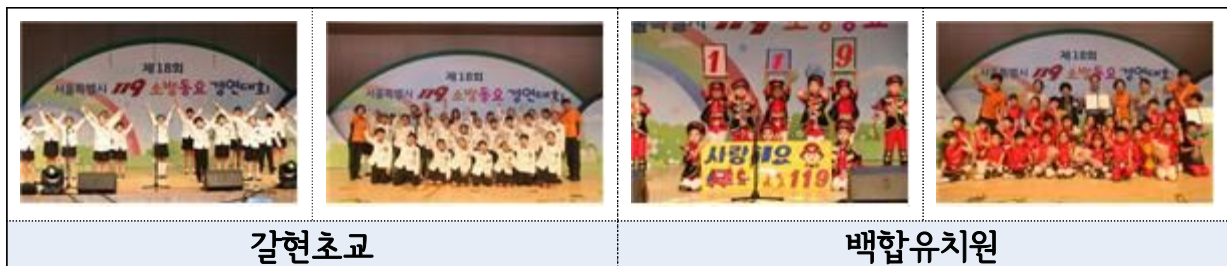 제18회
서울특별시 119 소방동요 경연대회
제18회
서울특별시 119 소방동요 경연대회
119
1 1 9
사랑해요
119
제18회
서울특별시 119 소방동요 경연대회
갈현초교
백합유치원